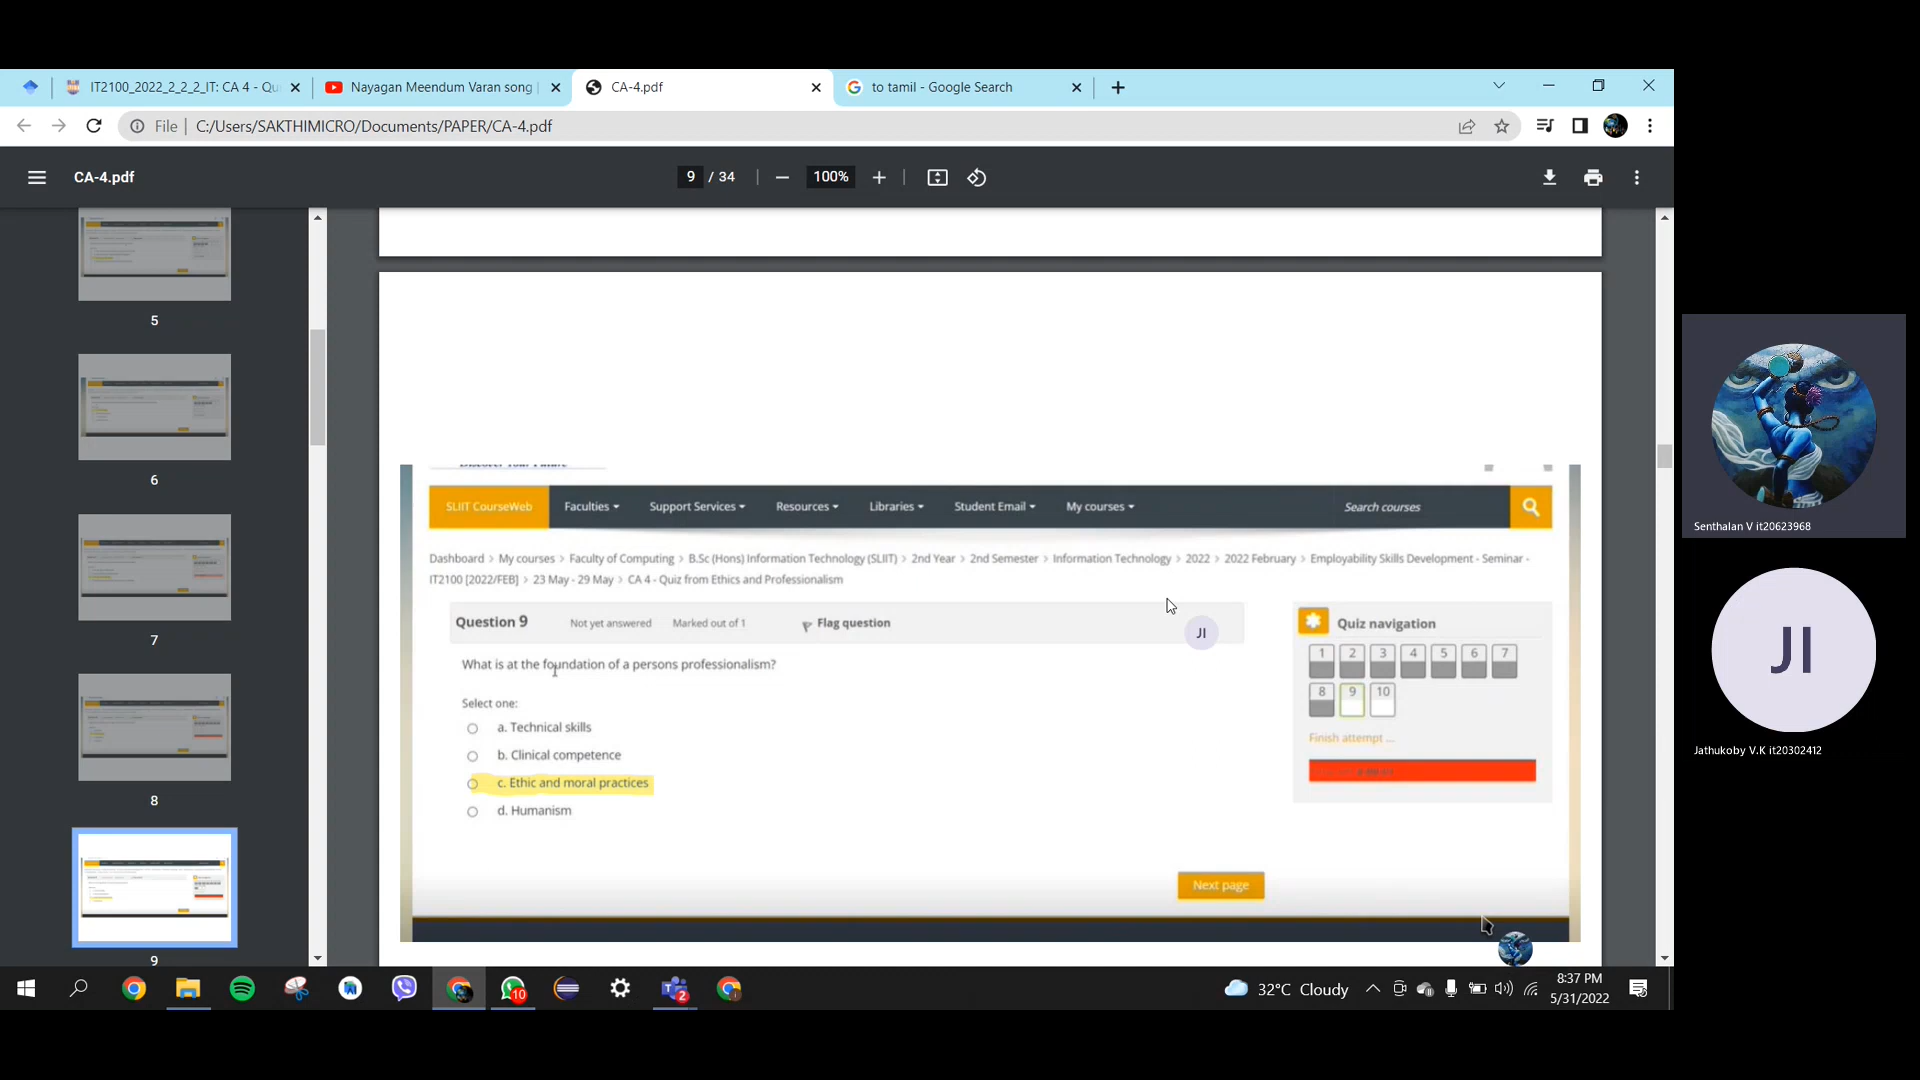 IT2100_2022_2_2_2_IT: CA 4 - Qu
Nayagan Meendum Varan song
CA-4.pdf
to tamil - Google Search
File
C:/Users/SAKTHIMICRO/Documents/PAPER/CA-4.pdf
CA-4.pdf
9 / 34
100%
5
6
7
8
9
Discover Your Future
SLIIT CourseWeb
Faculties
Support Services
Resources
Libraries
Student Email
My courses
Search courses
Dashboard > My courses > Faculty of Computing > B.Sc (Hons) Information Technology (SLIIT) > 2nd Year > 2nd Semester > Information Technology > 2022 > 2022 February > Employability Skills Development - Seminar -
IT2100 [2022/FEB] > 23 May - 29 May > CA 4 - Quiz from Ethics and Professionalism
Question 9
Not yet answered
Marked out of 1
Flag question
JI
What is at the foundation of a persons professionalism?
Select one:
a. Technical skills
b. Clinical competence
c. Ethic and moral practices
d. Humanism
Next page
Quiz navigation
1 2 3 4 5 6 7
8 9 10
Finish attempt ...
Senthalan V it20623968
JI
Jathukoby V.K it20302412
10
2
32°C Cloudy
8:37 PM
5/31/2022